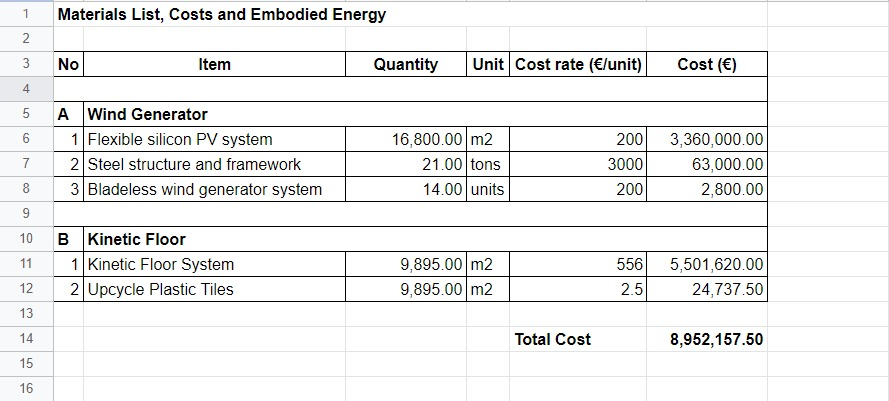 1 Materials List, Costs and Embodied Energy
2
3 No Item Quantity Unit Cost rate (€/unit) Cost (€)
4
5 A Wind Generator
6 1 Flexible silicon PV system 16,800.00 m2 200 3,360,000.00
7 2 Steel structure and framework 21.00 tons 3000 63,000.00
8 3 Bladeless wind generator system 14.00 units 200 2,800.00
9
10 B Kinetic Floor
11 1 Kinetic Floor System 9,895.00 m2 556 5,501,620.00
12 2 Upcycle Plastic Tiles 9,895.00 m2 2.5 24,737.50
13
14 Total Cost 8,952,157.50
15
16